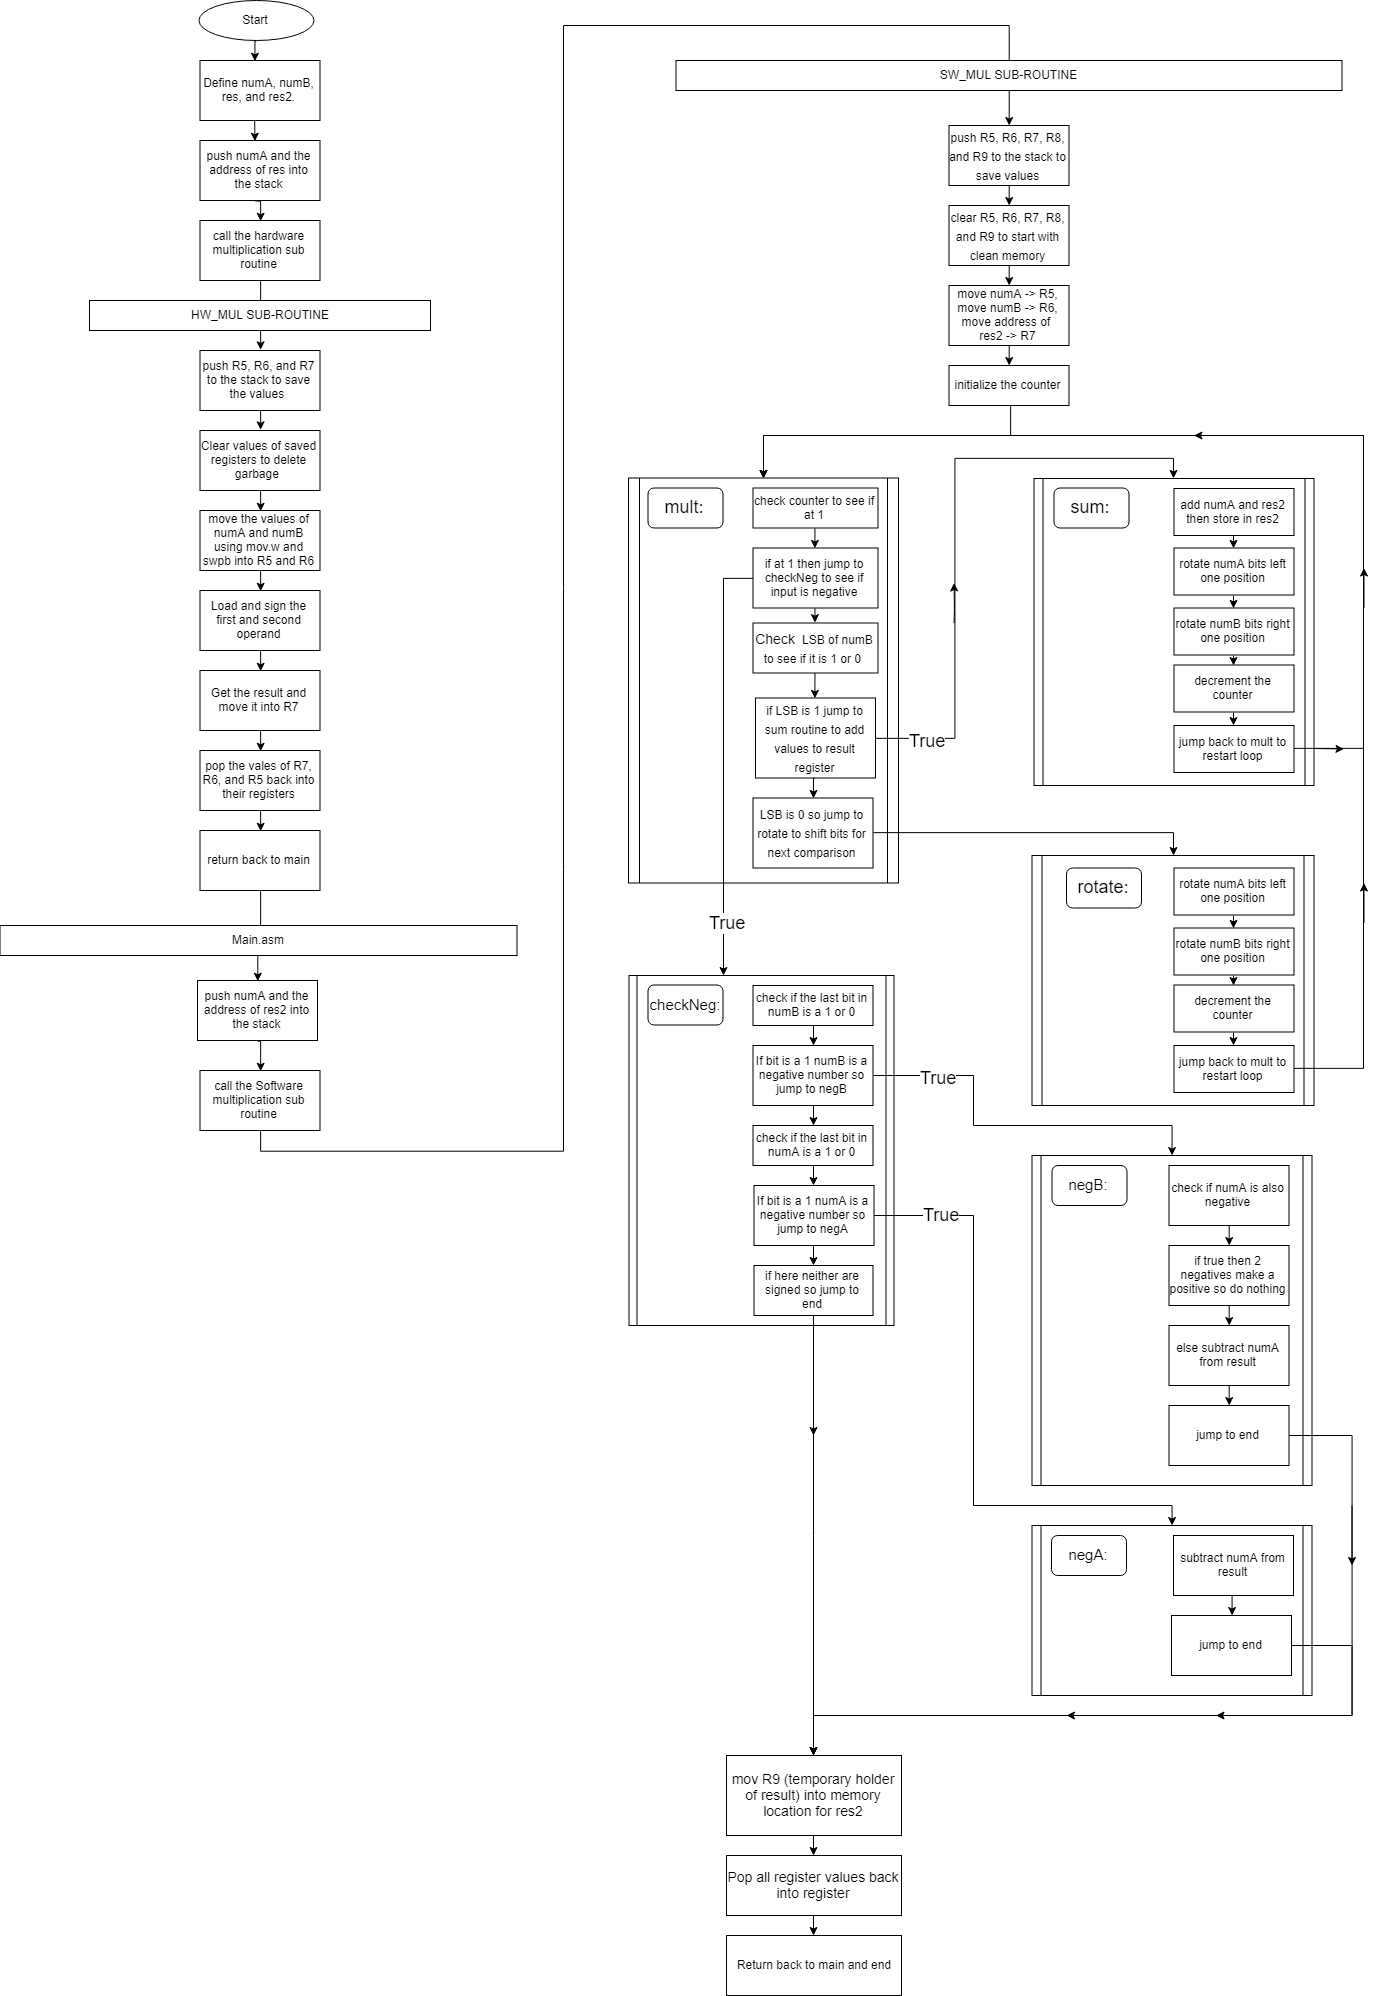 Start
Define numA, numB,
res, and res2.
push numA and the
address of res into
the stack
call the hardware
multiplication sub
routine
HW_MUL SUB-ROUTINE
push R5, R6, and R7
to the stack to save
the values
Clear values of saved
registers to delete
garbage
move the values of
numA and numB
using mov.w and
swpb into R5 and R6
Load and sign the
first and second
operand
Get the result and
move it into R7
pop the vales of R7,
R6, and R5 back into
their registers
return back to main
Main.asm
push numA and the
address of res2 into
the stack
call the Software
multiplication sub
routine
SW_MUL SUB-ROUTINE
push R5, R6, R7, R8,
and R9 to the stack to
save values
clear R5, R6, R7, R8,
and R9 to start with
clean memory
move numA -> R5,
move numB -> R6,
move address of
res2 -> R7
initialize the counter
mult:
check counter to see if
at 1
if at 1 then jump to
checkNeg to see if
input is negative
Check LSB of numB
to see if it is 1 or 0
if LSB is 1 jump to
sum routine to add
values to result
register
True
LSB is 0 so jump to
rotate to shift bits for
next comparison
True
sum:
add numA and res2
then store in res2
rotate numA bits left
one position
rotate numB bits right
one position
decrement the
counter
jump back to mult to
restart loop
rotate:
rotate numA bits left
one position
rotate numB bits right
one position
decrement the
counter
jump back to mult to
restart loop
checkNeg:
check if the last bit in
numB is a 1 or 0
If bit is a 1 numB is a
negative number so
jump to negB
True
check if the last bit in
numA is a 1 or 0
If bit is a 1 numA is a
negative number so
jump to negA
True
if here neither are
signed so jump to
end
negB:
check if numA is also
negative
if true then 2
negatives make a
positive so do nothing
else subtract numA
from result
jump to end
negA:
subtract numA from
result
jump to end
mov R9 (temporary holder
of result) into memory
location for res2
Pop all register values back
into register
Return back to main and end